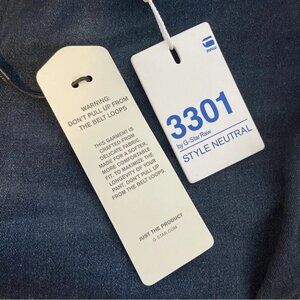 WARNING:
DON'T PULL UP FROM
THE BELT LOOPS
THIS GARMENT IS
CRAFTED FROM
DELICATE FABRIC,
MADE FOR A SOFTER,
MORE COMFORTABLE
FIT. TO MAXIMIZE THE
LONGEVITY OF YOUR
PANT, DON'T PULL UP
FROM THE BELT LOOPS.
JUST THE PRODUCT
G-STAR.COM
3301
by G-Star Raw
STYLE NEUTRAL